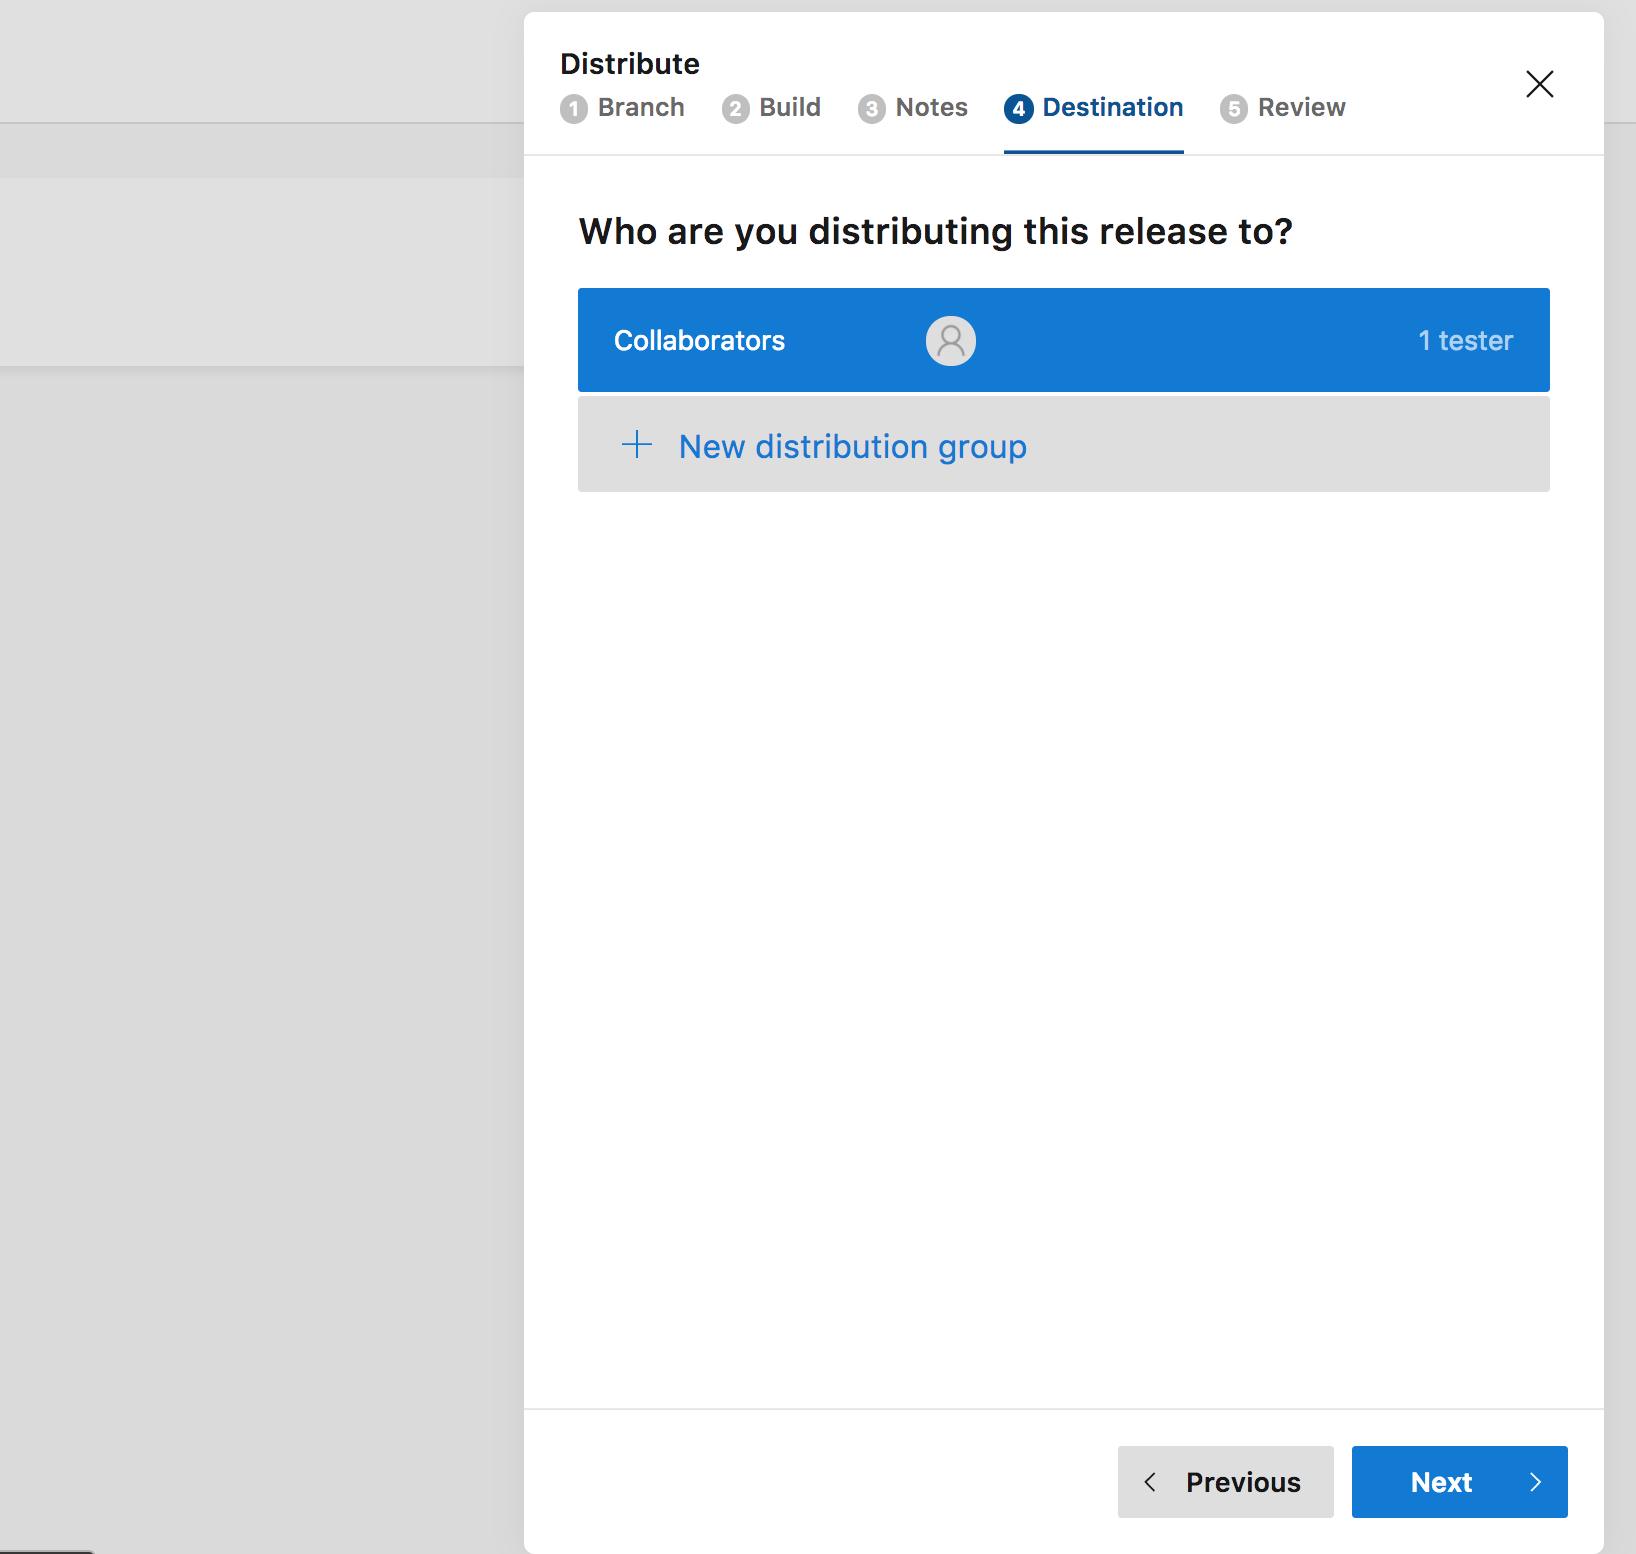 Distribute
1 Branch 2 Build 3 Notes 4 Destination 5 Review
Who are you distributing this release to?
Collaborators 1 tester
New distribution group
Previous Next